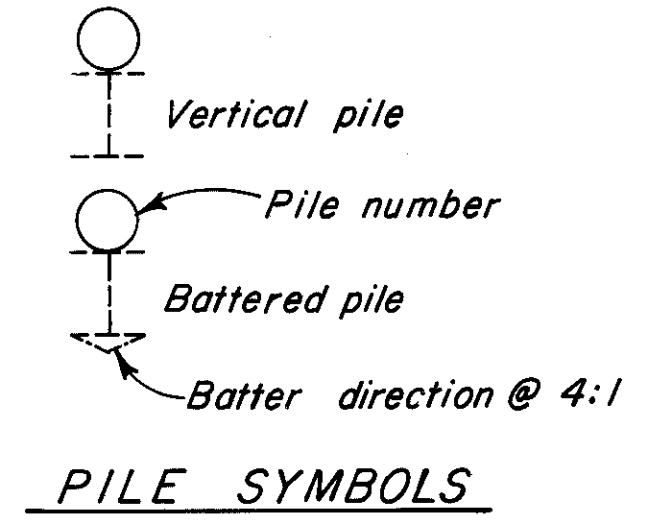 Vertical pile
Pile number
Battered pile
Batter direction @ 4:1
PILE SYMBOLS